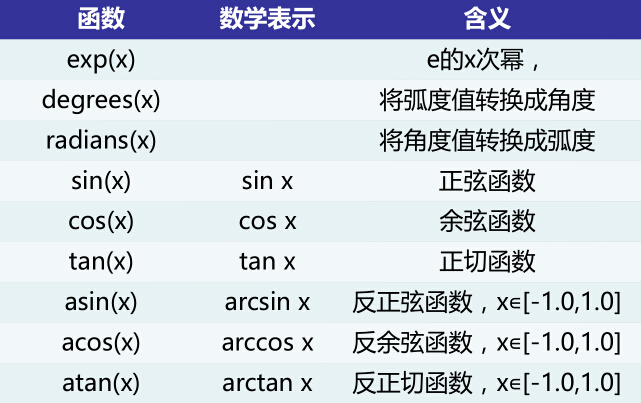 函数 数学表示 含义
exp(x) e的x次幂，
degrees(x) 将弧度值转换成角度
radians(x) 将角度值转换成弧度
sin(x) sin x 正弦函数
cos(x) cos x 余弦函数
tan(x) tan x 正切函数
asin(x) arcsin x 反正弦函数，x∊[-1.0,1.0]
acos(x) arccos x 反余弦函数，x∊[-1.0,1.0]
atan(x) arctan x 反正切函数，x∊[-1.0,1.0]